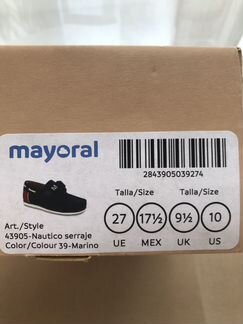 mayoral
2843905039274
Talla/Size Talla/Size
27 17½ 9½ 10
UE MEX UK US
Art./Style
43905-Nautico serraje
Color/Colour 39-Marino